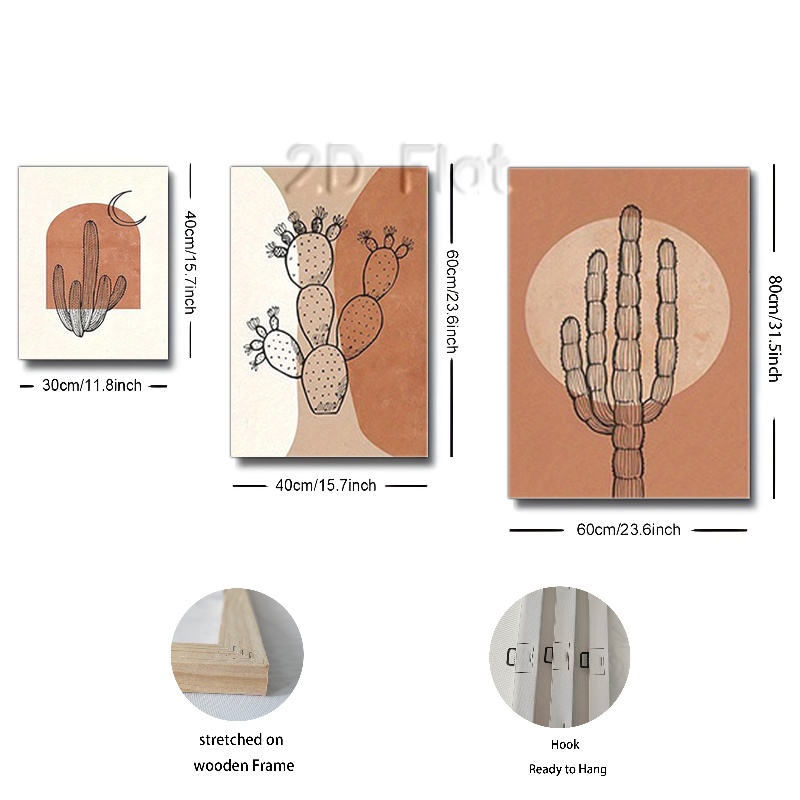 2D Flat
40cm/15.7inch
30cm/11.8inch
60cm/23.6inch
40cm/15.7inch
80cm/31.5inch
60cm/23.6inch
stretched on
wooden Frame
Hook
Ready to Hang